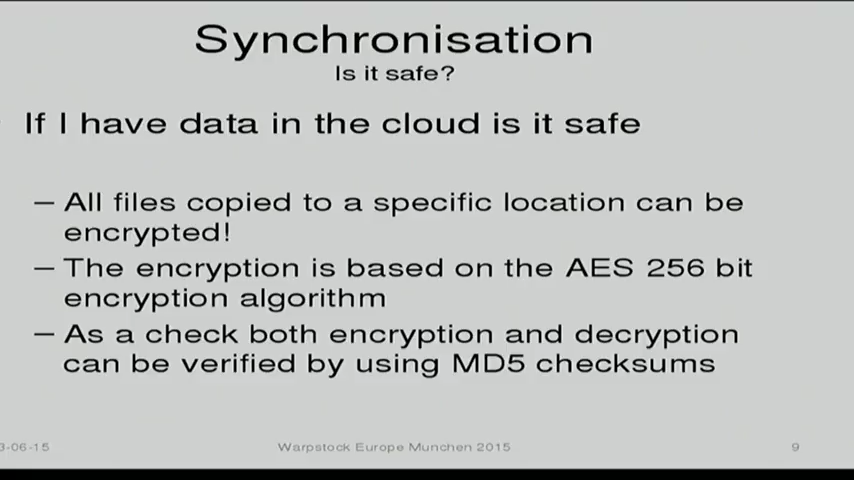 Synchronisation
Is it safe?
If I have data in the cloud is it safe
– All files copied to a specific location can be
encrypted!
– The encryption is based on the AES 256 bit
encryption algorithm
– As a check both encryption and decryption
can be verified by using MD5 checksums
3-06-15 Warpstock Europe Munchen 2015 9